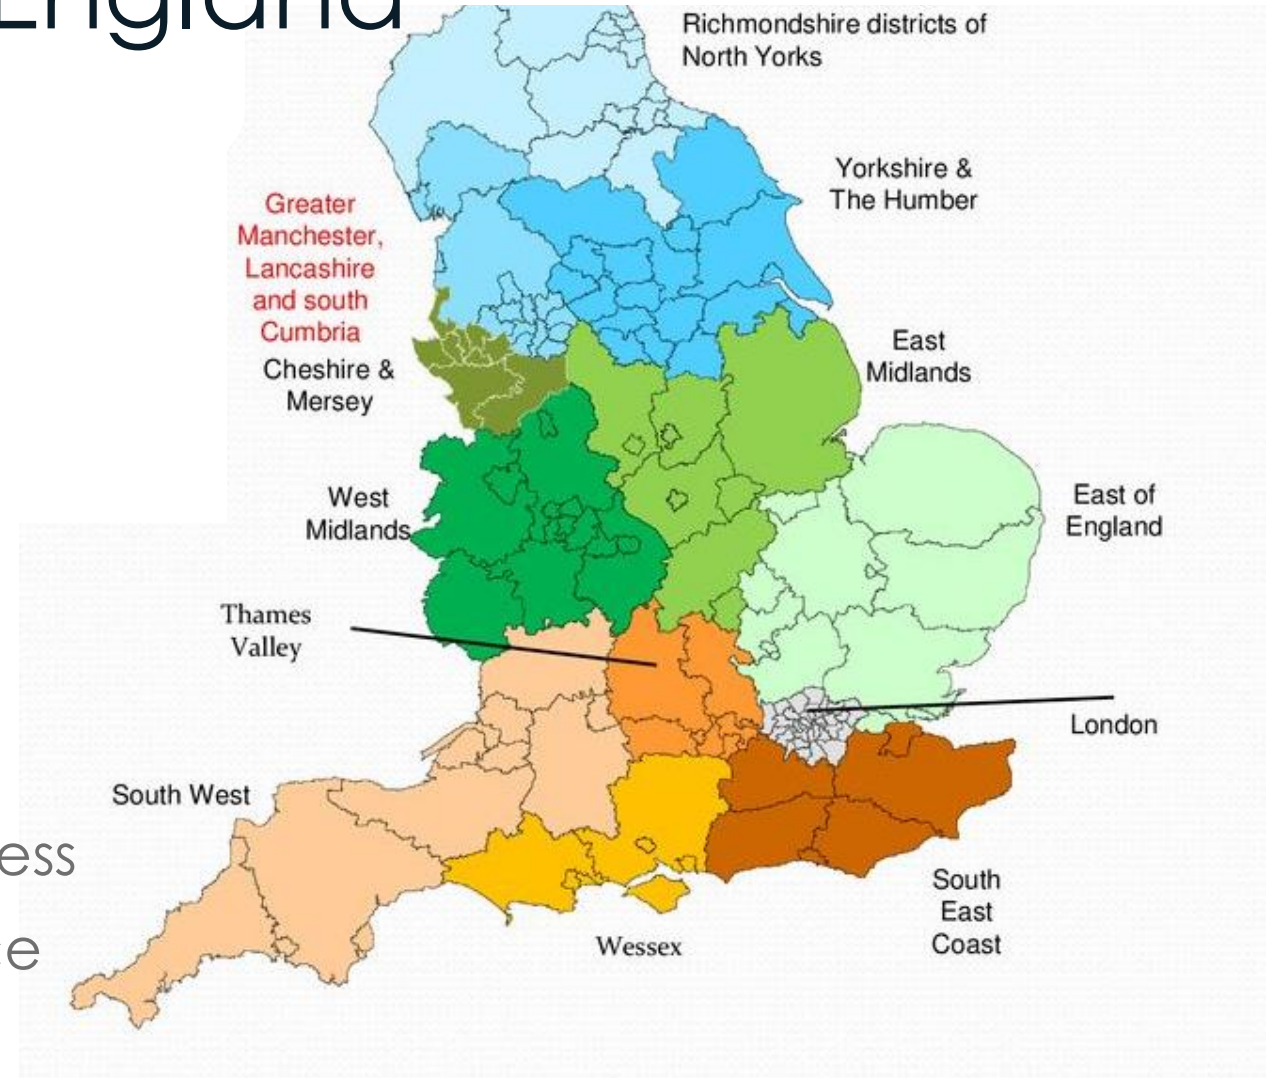 England
Richmondshire districts of
North Yorks
Yorkshire &
The Humber
Greater
Manchester,
Lancashire
and south
Cumbria
Cheshire &
Mersey
East
Midlands
West
Midlands
East of
England
Thames
Valley
London
South West
ess
e
South
East
Coast
Wessex